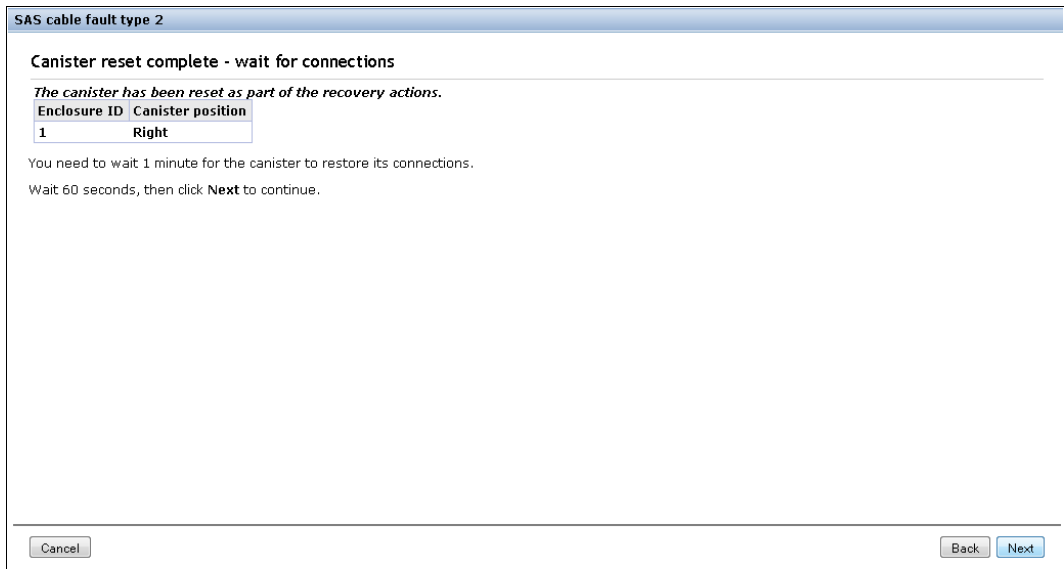 SAS cable fault type 2
Canister reset complete - wait for connections
The canister has been reset as part of the recovery actions.
Enclosure ID Canister position
1 Right
You need to wait 1 minute for the canister to restore its connections.
Wait 60 seconds, then click Next to continue.
Cancel Back Next